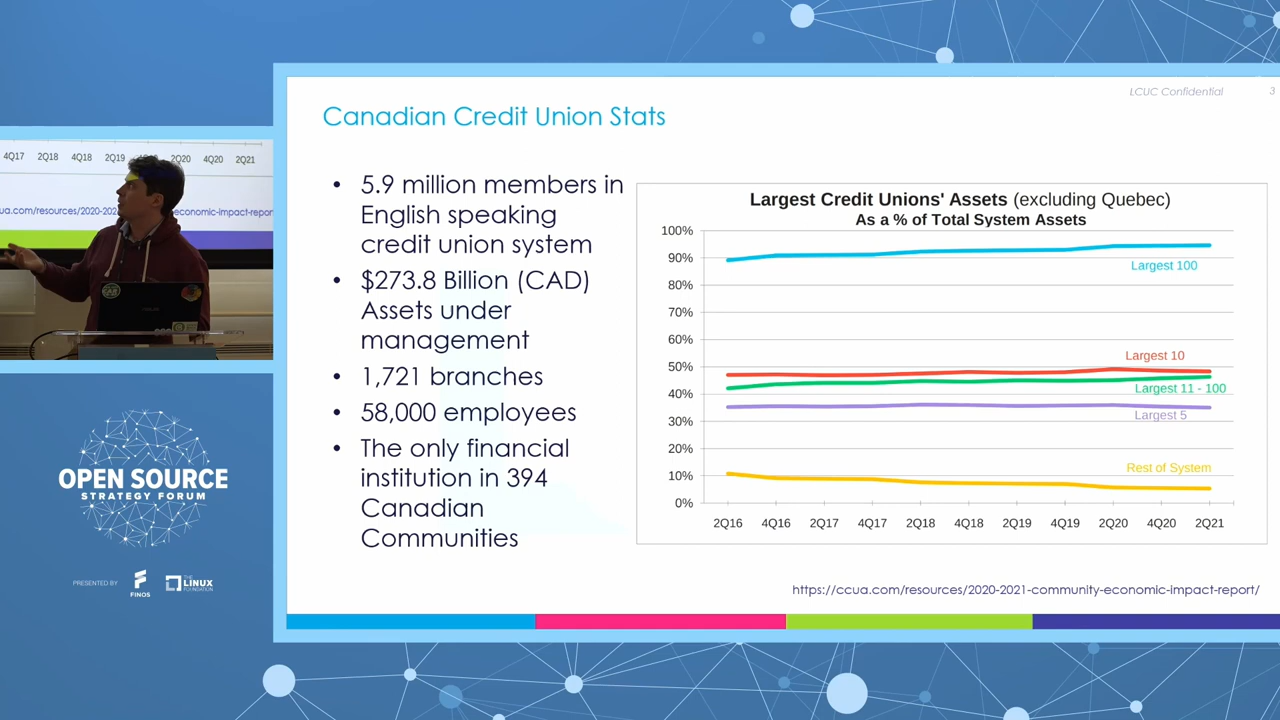 LCUC Confidential
3
Canadian Credit Union Stats
• 5.9 million members in
English speaking
credit union system
• $273.8 Billion (CAD)
Assets under
management
• 1,721 branches
• 58,000 employees
• The only financial
institution in 394
Canadian
Communities
Largest Credit Unions' Assets (excluding Quebec)
As a % of Total System Assets
100%
90%
80%
70%
60%
50%
40%
30%
20%
10%
0%
Largest 100
Largest 10
Largest 11 - 100
Largest 5
Rest of System
2Q16 4Q16 2Q17 4Q17 2Q18 4Q18 2Q19 4Q19 2Q20 4Q20 2Q21
https://ccua.com/resources/2020-2021-community-economic-impact-report/
4Q17 2Q18 4Q18 2Q19 2Q20 4Q20 2Q21
ua.com/resources/2020-202 economic-impact-repor
OPEN SOURCE
STRATEGY FORUM
PRESENTED BY
FINOS
THE
LINUX
FOUNDATION